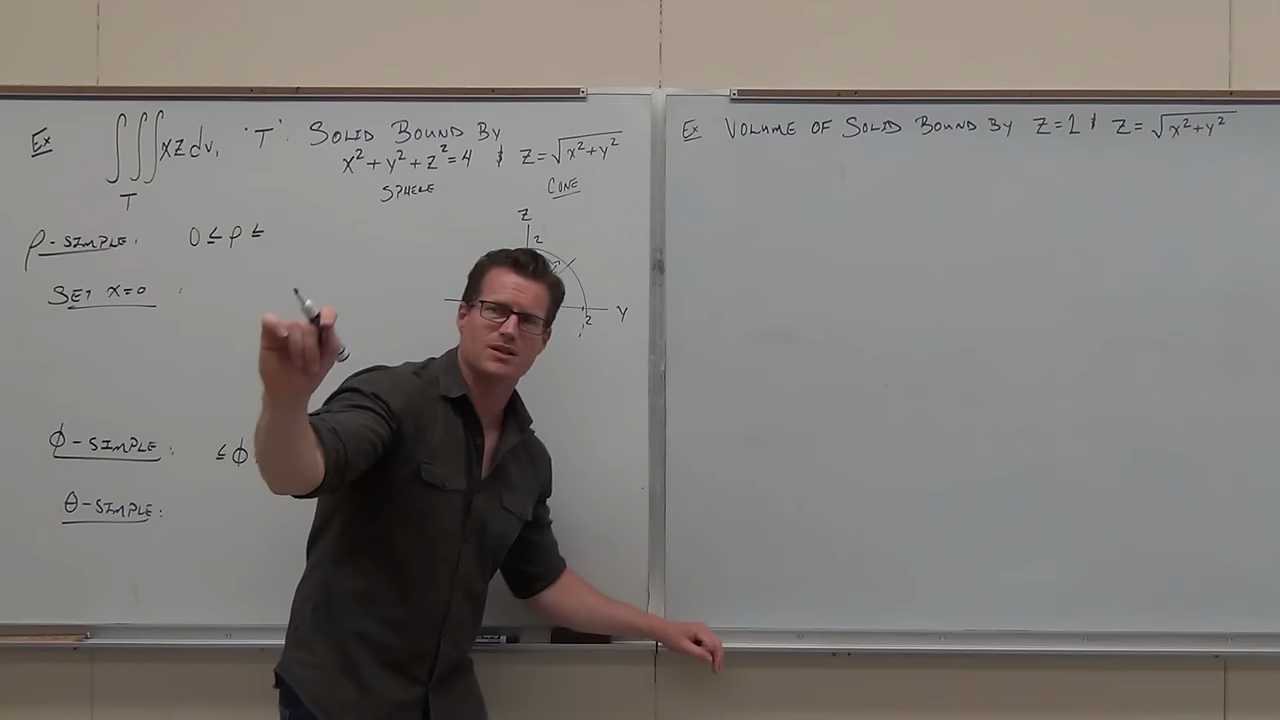 Ex ∫∫∫ xz dv, 'T': SOLID BOUND BY
T
x²+y²+z²=4 & z=√x²+y²
SPHERE CONE
ρ-SIMPLE: 0 ≤ ρ ≤
SET x=0 :
Z
2
2
Y
φ-SIMPLE: ≤ φ
θ-SIMPLE:
Ex VOLUME OF SOLID BOUND BY Z=1 & Z=√x²+y²